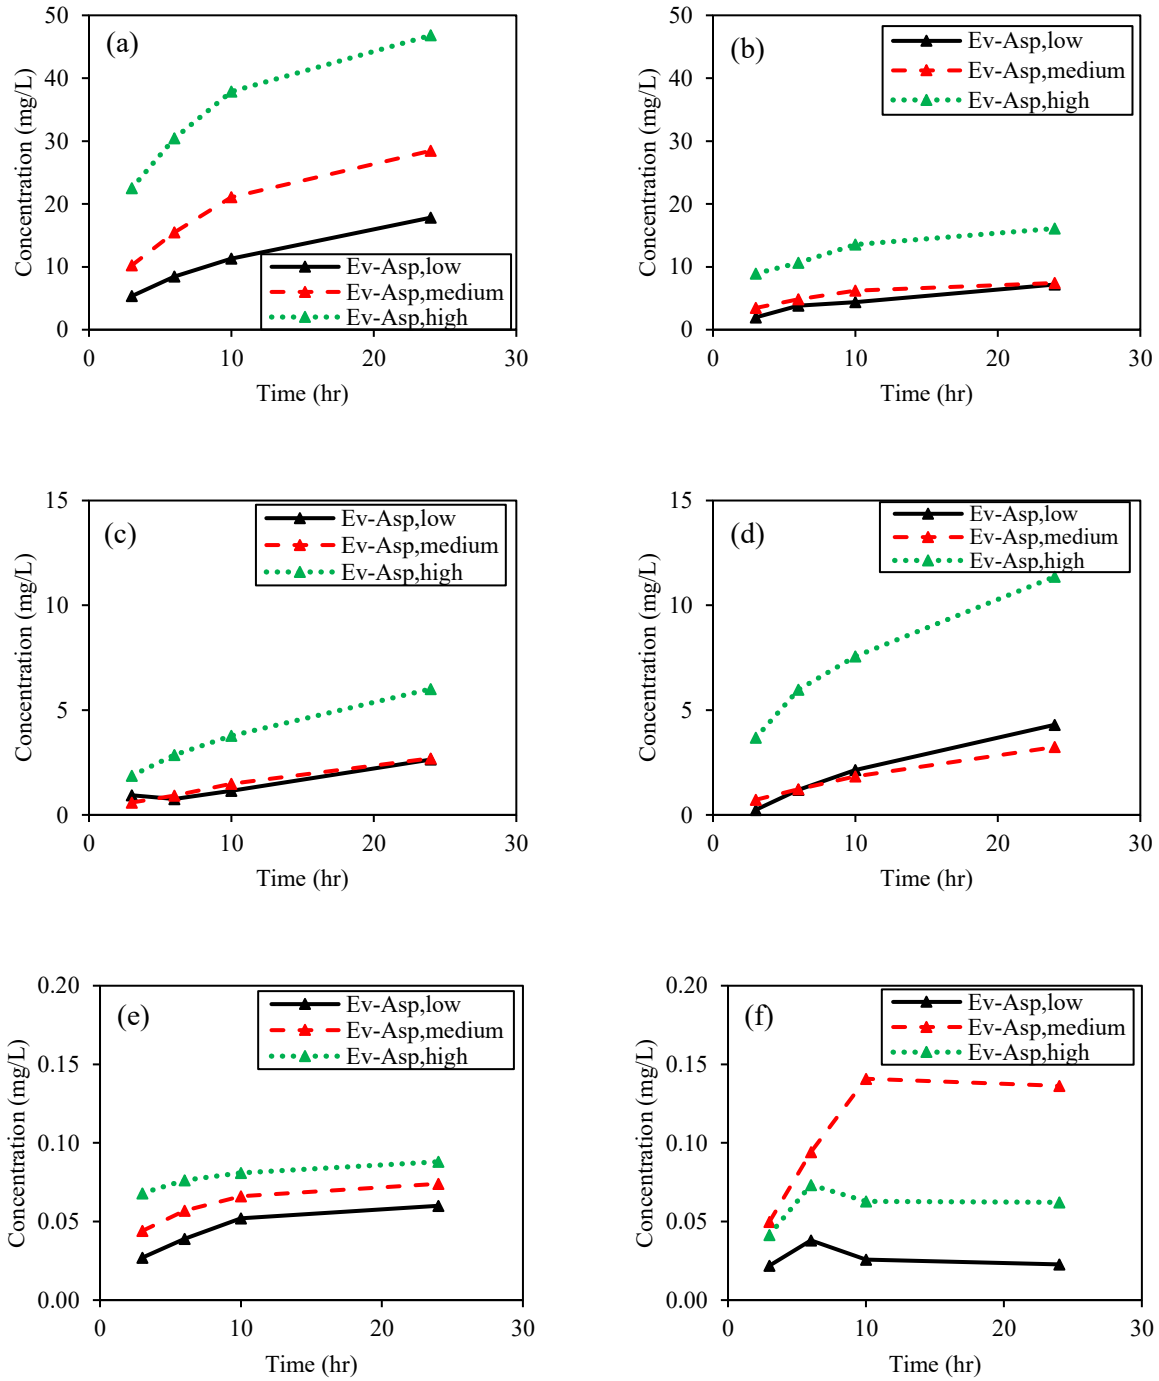 (a)
Concentration (mg/L)
50
40
30
20
10
0
Ev-Asp,low
Ev-Asp,medium
Ev-Asp,high
0 10 20 30
Time (hr)
(b)
Concentration (mg/L)
50
40
30
20
10
0
Ev-Asp,low
Ev-Asp,medium
Ev-Asp,high
0 10 20 30
Time (hr)
(c)
Concentration (mg/L)
15
10
5
0
Ev-Asp,low
Ev-Asp,medium
Ev-Asp,high
0 10 20 30
Time (hr)
(d)
Concentration (mg/L)
15
10
5
0
Ev-Asp,low
Ev-Asp,medium
Ev-Asp,high
0 10 20 30
Time (hr)
(e)
Concentration (mg/L)
0.20
0.15
0.10
0.05
0.00
Ev-Asp,low
Ev-Asp,medium
Ev-Asp,high
0 10 20 30
Time (hr)
(f)
Concentration (mg/L)
0.20
0.15
0.10
0.05
0.00
Ev-Asp,low
Ev-Asp,medium
Ev-Asp,high
0 10 20 30
Time (hr)